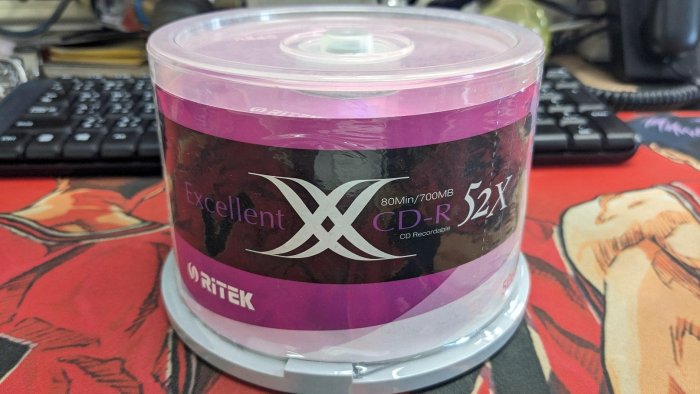 Excellent
80Min/700MB
CD-R 52X
CD Recordable
RiTEK